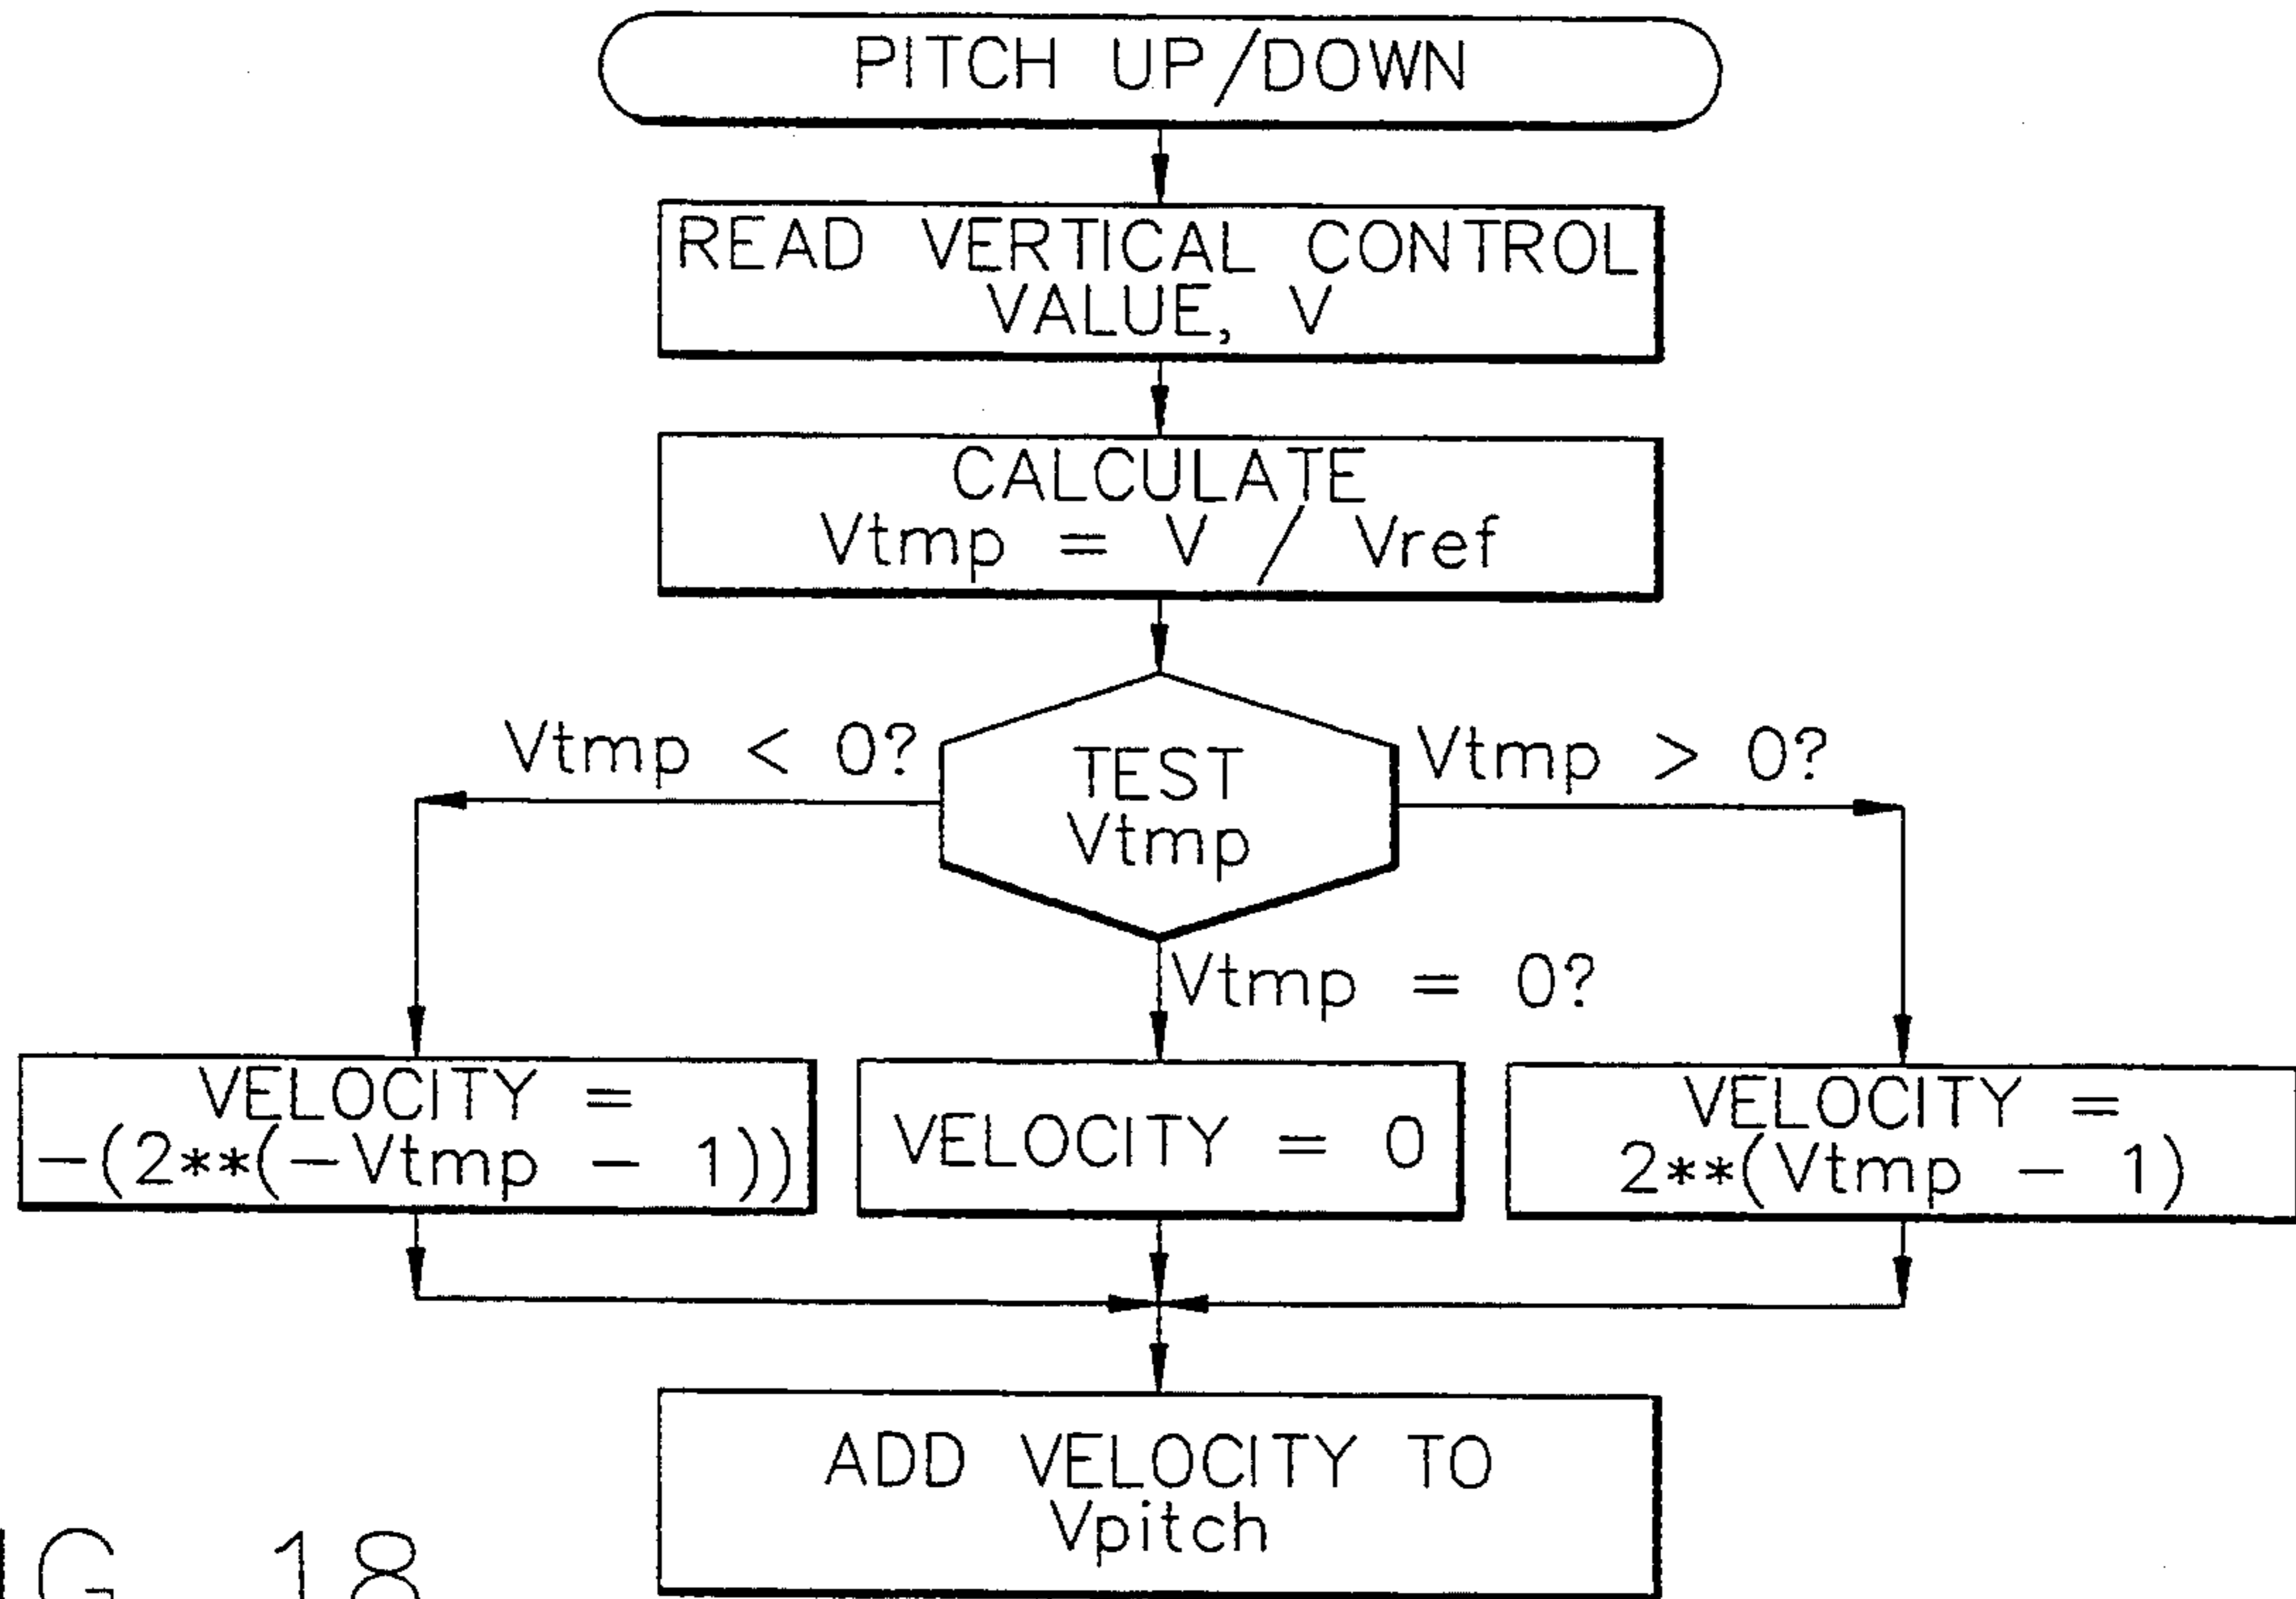 PITCH UP/DOWN
READ VERTICAL CONTROL
VALUE, V
CALCULATE
Vtmp = V / Vref
Vtmp < 0?
TEST
Vtmp
Vtmp > 0?
Vtmp = 0?
VELOCITY =
-(2**(-Vtmp - 1))
VELOCITY = 0
VELOCITY =
2**(Vtmp - 1)
ADD VELOCITY TO
Vpitch
18